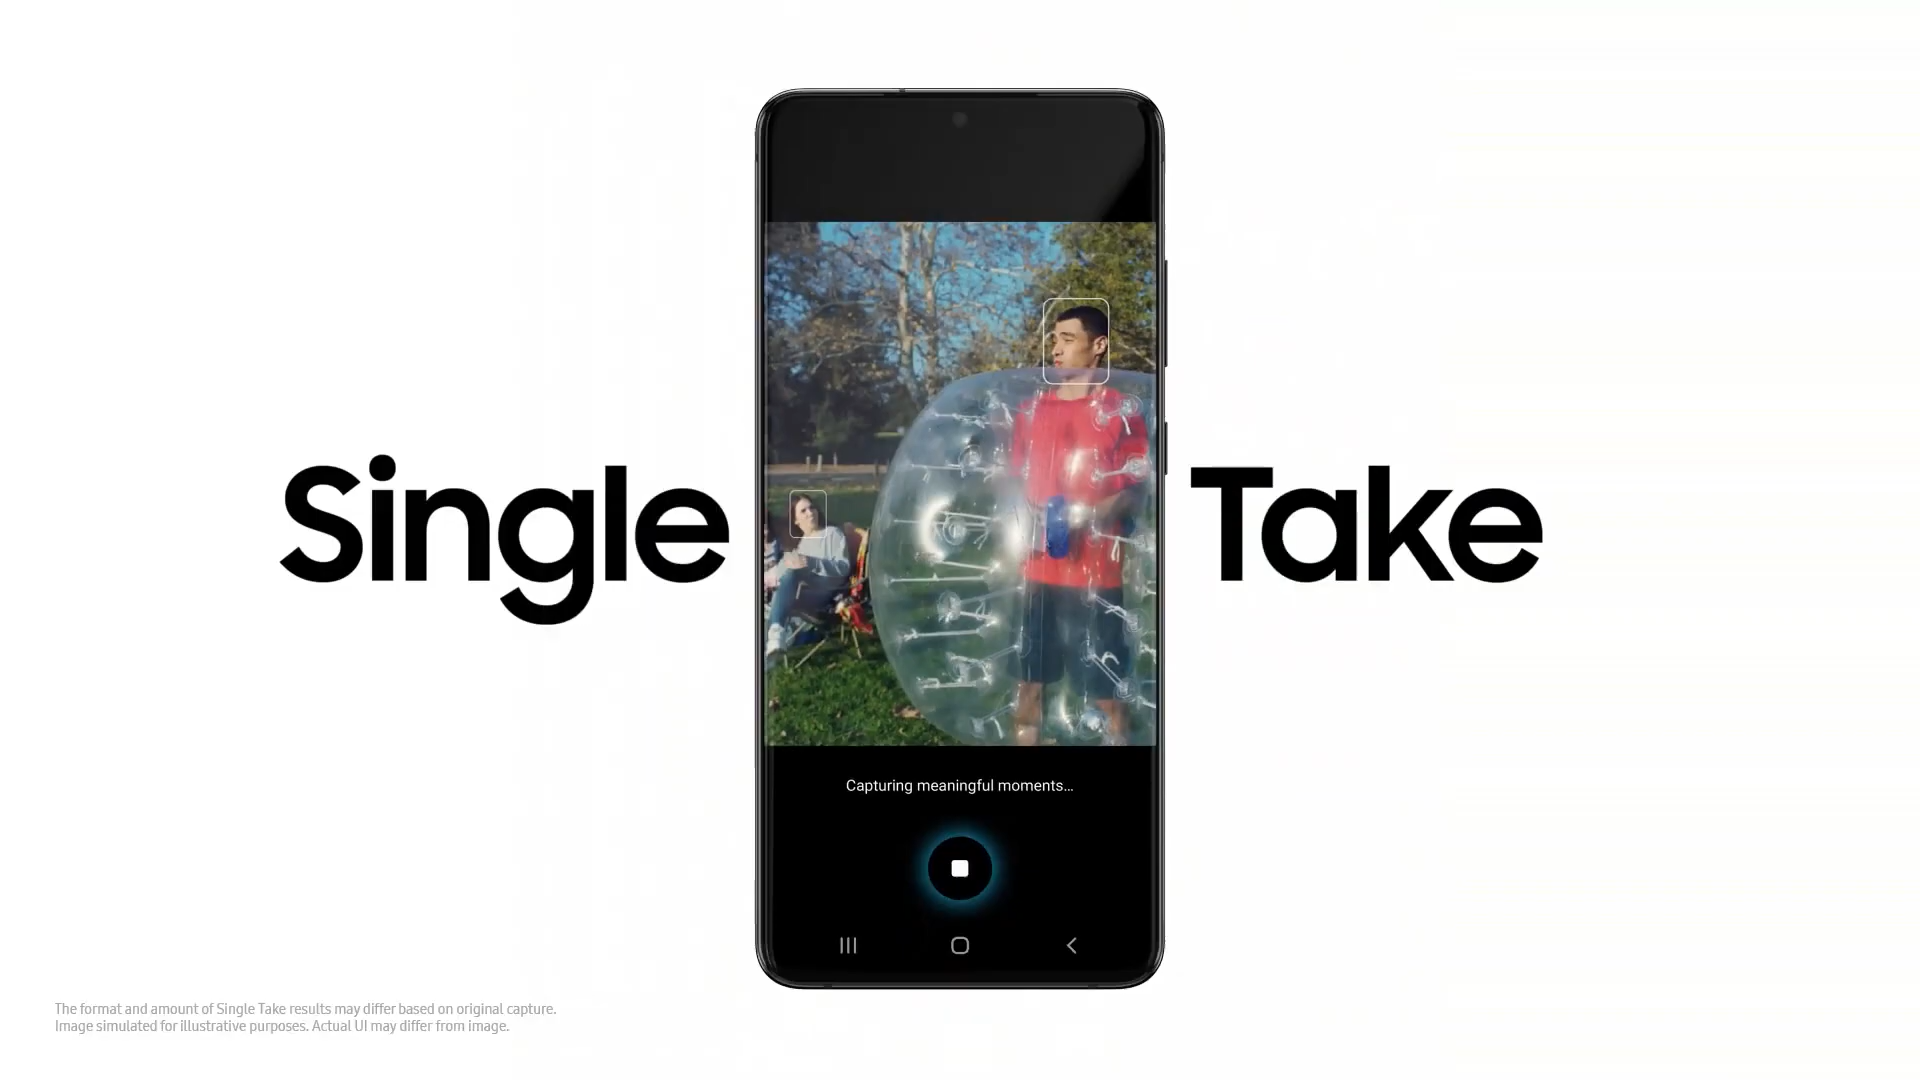 Single Take
Capturing meaningful moments...
The format and amount of Single Take results may differ based on original capture.
Image simulated for illustrative purposes. Actual UI may differ from image.